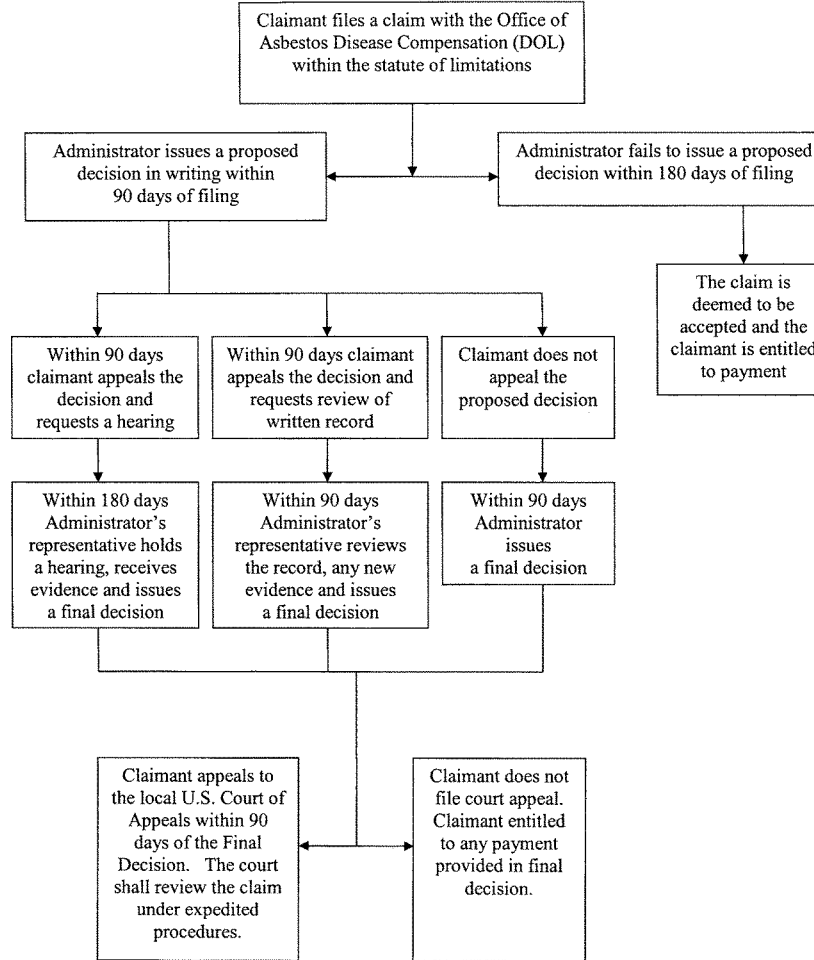 Claimant files a claim with the Office of
Asbestos Disease Compensation (DOL)
within the statute of limitations
Administrator issues a proposed
decision in writing within
90 days of filing
Administrator fails to issue a proposed
decision within 180 days of filing
The claim is
deemed to be
accepted and the
claimant is entitled
to payment
Within 90 days
claimant appeals the
decision and
requests a hearing
Within 90 days claimant
appeals the decision and
requests review of
written record
Claimant does not
appeal the
proposed decision
Within 180 days
Administrator’s
representative holds
a hearing, receives
evidence and issues
a final decision
Within 90 days
Administrator’s
representative reviews
the record, any new
evidence and issues
a final decision
Within 90 days
Administrator
issues
a final decision
Claimant appeals to
the local U.S. Court of
Appeals within 90
days of the Final
Decision. The court
shall review the claim
under expedited
procedures.
Claimant does not
file court appeal.
Claimant entitled
to any payment
provided in final
decision.